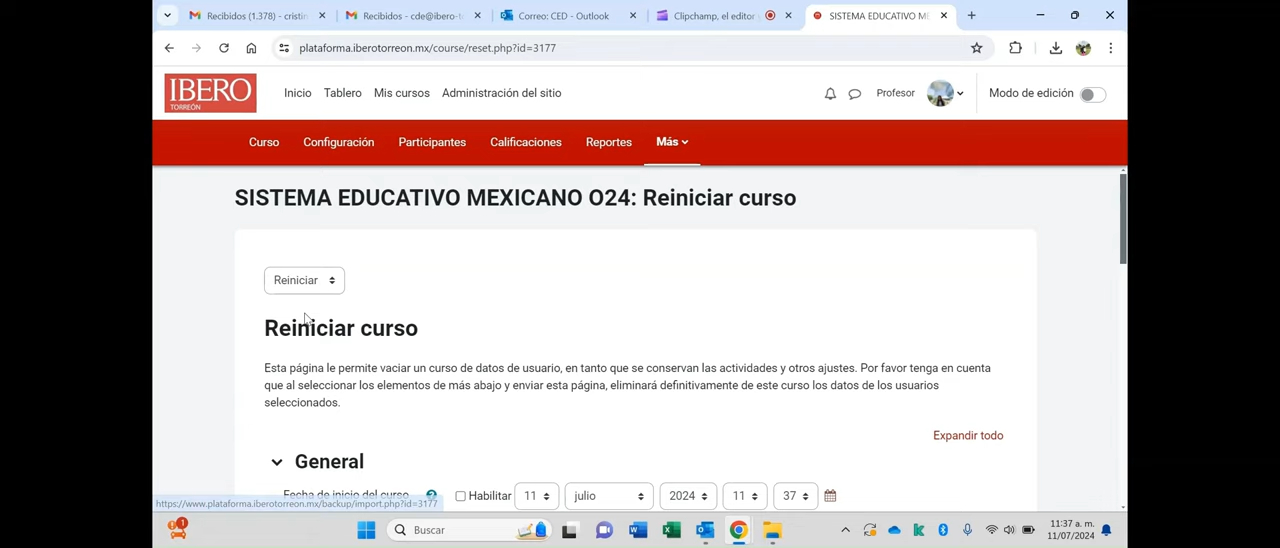 Recibidos (1,378) - cristin
Recibidos - cde@ibero-to
Correo: CED - Outlook
Clipchamp, el editor
SISTEMA EDUCATIVO ME
plataforma.iberotorreon.mx/course/reset.php?id=3177
IBERO
TORREÓN
Inicio
Tablero
Mis cursos
Administración del sitio
Profesor
Modo de edición
Curso
Configuración
Participantes
Calificaciones
Reportes
Más
SISTEMA EDUCATIVO MEXICANO O24: Reiniciar curso
Reiniciar
Reiniciar curso
Esta página le permite vaciar un curso de datos de usuario, en tanto que se conservan las actividades y otros ajustes. Por favor tenga en cuenta
que al seleccionar los elementos de más abajo y enviar esta página, eliminará definitivamente de este curso los datos de los usuarios
seleccionados.
Expandir todo
General
Fecha de inicio del curso
Habilitar
11
julio
2024
11
37
https://www.plataforma.iberotorreon.mx/backup/import.php?id=3177
1
Buscar
11:37 a. m.
11/07/2024